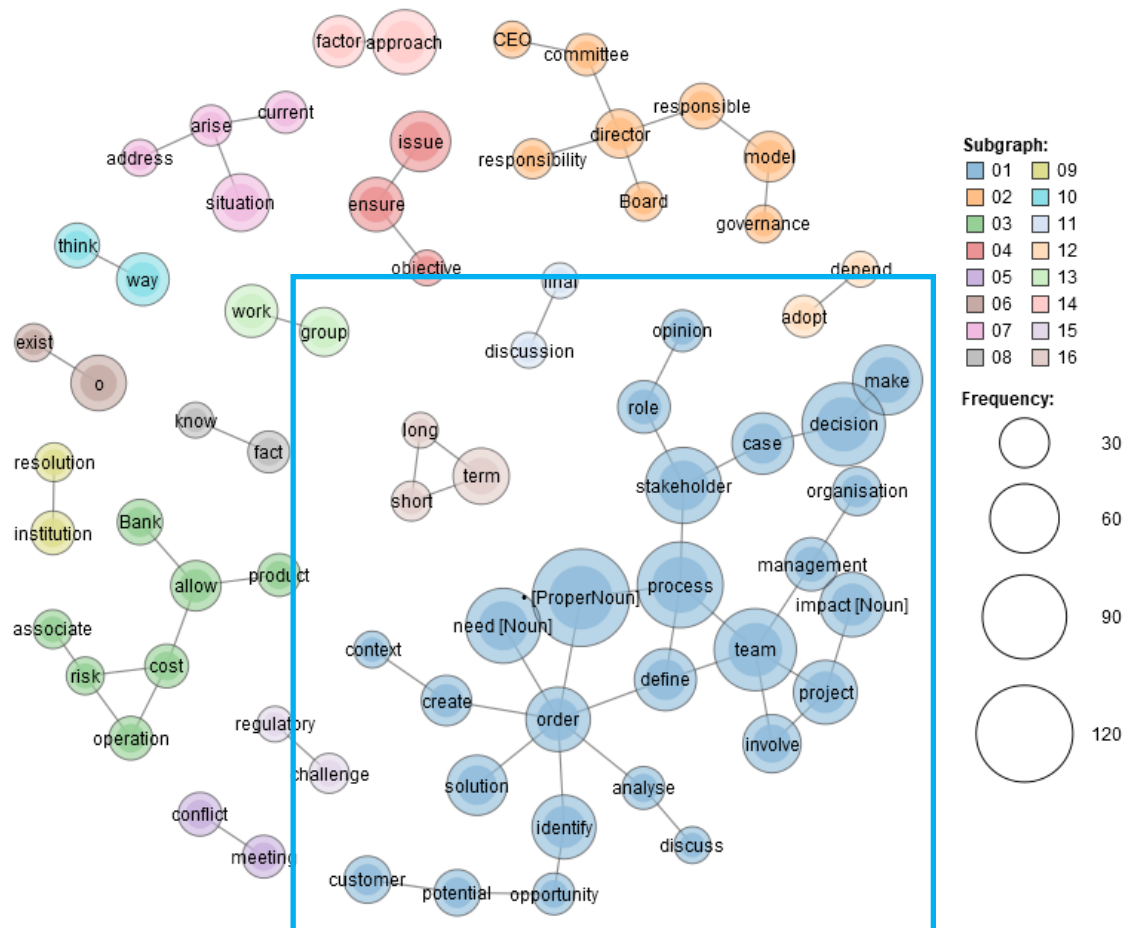 factor
approach
CEO
committee
current
arise
address
situation
issue
ensure
objective
responsible
director
responsibility
model
Board
governance
think
way
final
depend
work
group
adopt
discussion
opinion
exist
o
make
role
decision
know
fact
long
case
term
short
stakeholder
organisation
resolution
institution
Bank
allow
product
management
• [ProperNoun]
process
need [Noun]
impact [Noun]
associate
risk
cost
context
team
define
create
project
operation
regulatory
order
involve
challenge
solution
analyse
conflict
identify
meeting
discuss
customer
potential
opportunity
Subgraph:
01 09
02 10
03 11
04 12
05 13
06 14
07 15
08 16
Frequency:
30
60
90
120